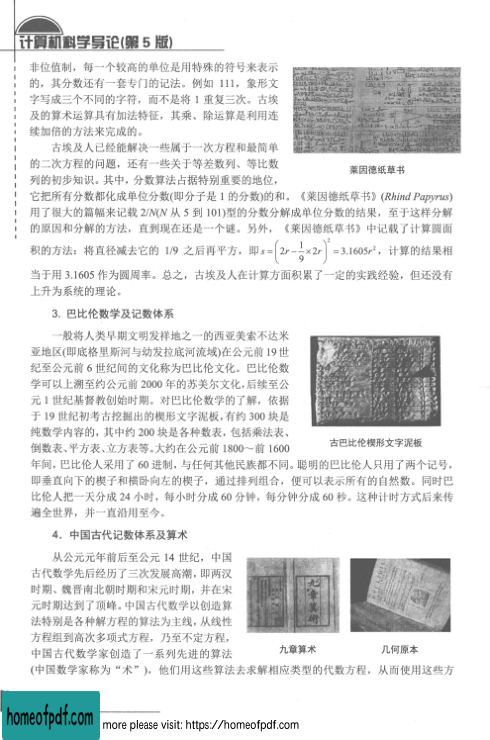 计算机科学导论(第5版)
非位值制，每一个较高的单位是用特殊的符号来表示
的，其分数还有一套专门的记法。例如 111，象形文
字写成三个不同的字符，而不是将 1 重复三次。古埃
及的算术运算具有加法特征，其乘、除运算是利用连
续加倍的方法来完成的。
古埃及人已经能解决一些属于一次方程和最简单
的二次方程的问题，还有一些关于等差数列、等比数
列的初步知识。其中，分数算法占据特别重要的地位，
莱因德纸草书
它把所有分数都化成单位分数(即分子是 1 的分数)的和。《莱因德纸草书》(Rhind Papyrus)
用了很大的篇幅来记载 2/N(N 从 5 到 101)型的分数分解成单位分数的结果，至于这样分解
的原因和分解的方法，直到现在还是一个谜。另外，《莱因德纸草书》中记载了计算圆面
积的方法：将直径减去它的 1/9 之后再平方，即 s=(2r-1/9×2r)²=3.1605r²，计算的结果相
当于用 3.1605 作为圆周率。总之，古埃及人在计算方面积累了一定的实践经验，但还没有
上升为系统的理论。
3. 巴比伦数学及记数体系
一般将人类早期文明发祥地之一的西亚美索不达米
亚地区(即底格里斯河与幼发拉底河流域)在公元前 19 世
纪至公元前 6 世纪间的文化称为巴比伦文化。巴比伦数
学可以上溯至约公元前 2000 年的苏美尔文化,后续至公
元 1 世纪基督教创始时期。对巴比伦数学的了解，依据
于 19 世纪初考古挖掘出的楔形文字泥板,有约 300 块是
纯数学内容的,其中约 200 块是各种数表,包括乘法表、
倒数表、平方表、立方表等。大约在公元前 1800～前 1600
古巴比伦楔形文字泥板
年间，巴比伦人采用了 60 进制，与任何其他民族都不同。聪明的巴比伦人只用了两个记号，
即垂直向下的楔子和横卧向左的楔子，通过排列组合，便可以表示所有的自然数。同时巴
比伦人把一天分成 24 小时，每小时分成 60 分钟，每分钟分成 60 秒。这种计时方式后来传
遍全世界，并一直沿用至今。
4. 中国古代记数体系及算术
从公元元年前后至公元 14 世纪，中国
古代数学先后经历了三次发展高潮，即两汉
时期、魏晋南北朝时期和宋元时期，并在宋
元时期达到了顶峰。中国古代数学以创造算
法特别是各种解方程的算法为主线，从线性
方程组到高次多项式方程，乃至不定方程，
中国古代数学家创造了一系列先进的算法
九章算术
九章算术
几何原本
(中国数学家称为“术”)，他们用这些算法去求解相应类型的代数方程，从而使用这些方
homeofpdf.com
more please visit: https://homeofpdf.com